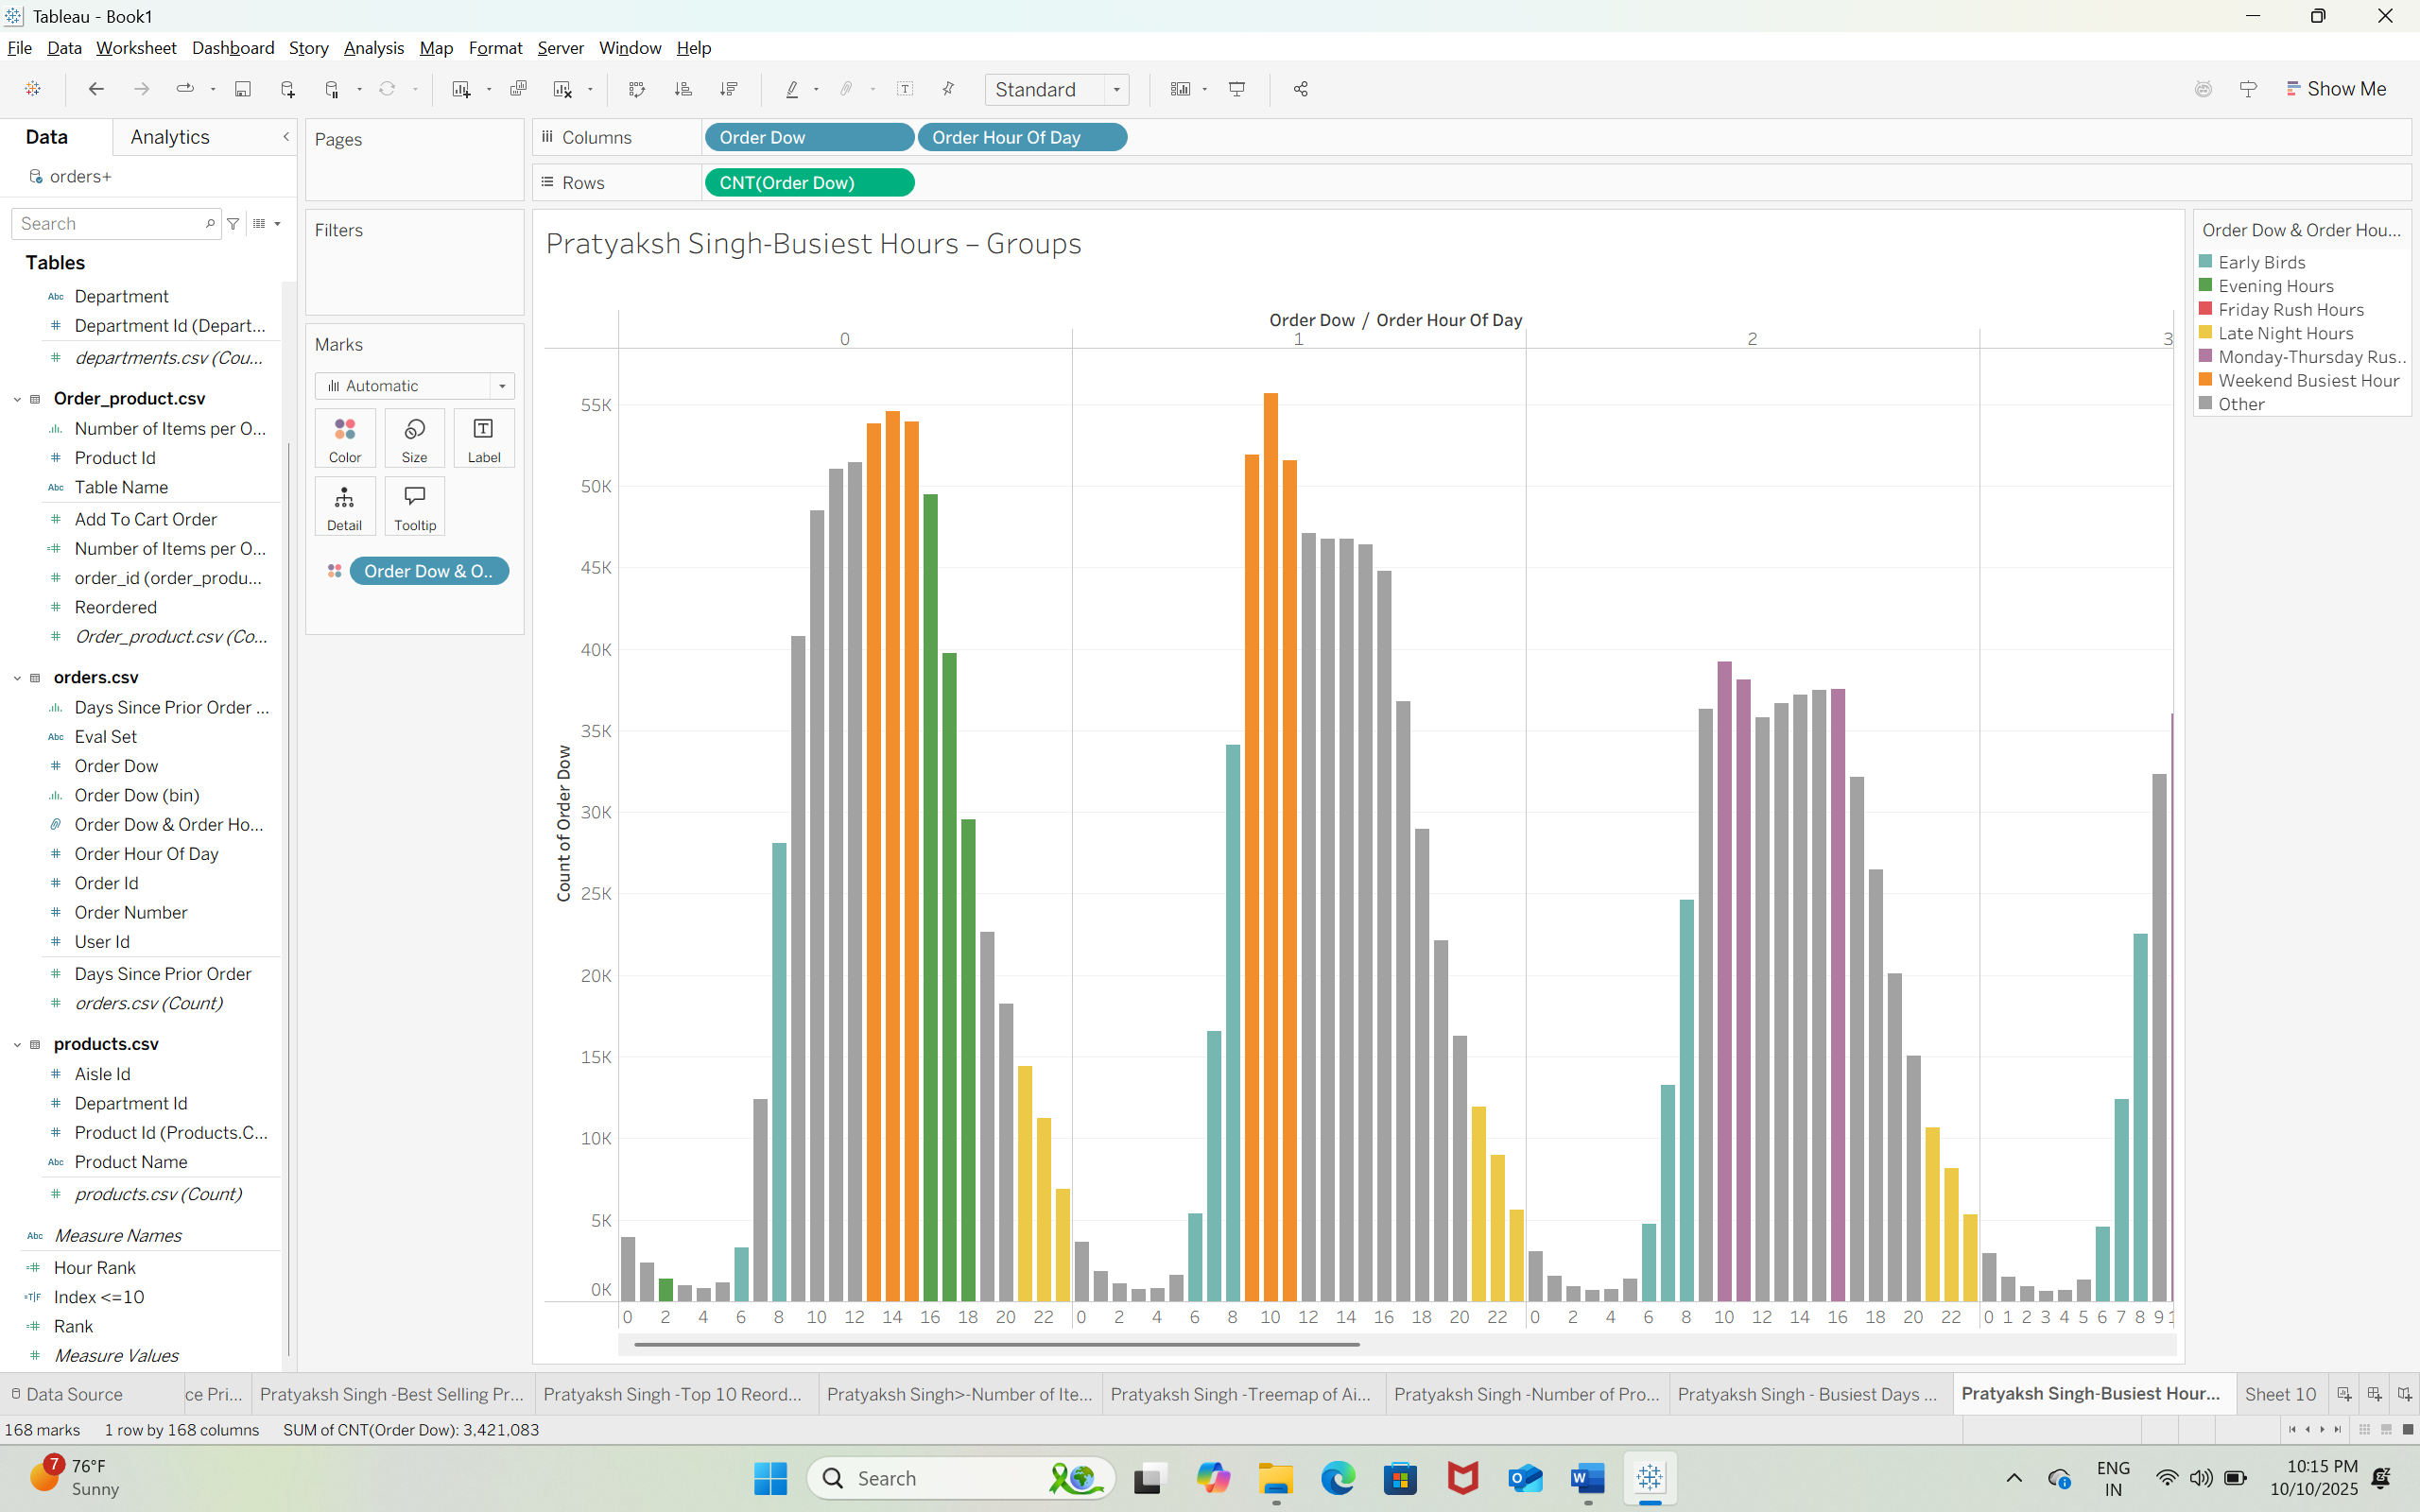 Tableau - Book1
File Data Worksheet Dashboard Story Analysis Map Format Server Window Help
Standard
Show Me
Data
Analytics
orders+
Search
Tables
Abc Department
Department Id (Depart...
departments.csv (Cou...
Order_product.csv
Number of Items per O...
Product Id
Abc Table Name
Add To Cart Order
Number of Items per O...
order_id (order_produ...
Reordered
Order_product.csv (Co...
orders.csv
Days Since Prior Order ...
Abc Eval Set
Order Dow
Order Dow (bin)
Order Dow & Order Ho...
Order Hour Of Day
Order Id
Order Number
User Id
Days Since Prior Order
orders.csv (Count)
products.csv
Aisle Id
Department Id
Product Id (Products.C...
Abc Product Name
products.csv (Count)
Abc Measure Names
Hour Rank
Index <=10
Rank
Measure Values
Pages
Filters
Marks
Automatic
Color Size Label
Detail Tooltip
Order Dow & O..
Columns Order Dow Order Hour Of Day
Rows CNT(Order Dow)
Pratyaksh Singh-Busiest Hours – Groups
Order Dow / Order Hour Of Day
0 1 2 3
55K
50K
45K
40K
35K
30K
25K
20K
15K
10K
5K
0K
Count of Order Dow
0 2 4 6 8 10 12 14 16 18 20 22 0 2 4 6 8 10 12 14 16 18 20 22 0 2 4 6 8 10 12 14 16 18 20 22 0 1 2 3 4 5 6 7 8 9 1
Order Dow & Order Hou...
Early Birds
Evening Hours
Friday Rush Hours
Late Night Hours
Monday-Thursday Rus..
Weekend Busiest Hour
Other
Data Source ce Pri... Pratyaksh Singh -Best Selling Pr... Pratyaksh Singh -Top 10 Reord... Pratyaksh Singh>-Number of Ite... Pratyaksh Singh -Treemap of Ai... Pratyaksh Singh -Number of Pro... Pratyaksh Singh - Busiest Days ... Pratyaksh Singh-Busiest Hour... Sheet 10
168 marks 1 row by 168 columns SUM of CNT(Order Dow): 3,421,083
7
76°F
Sunny
Search
ENG
IN
10:15 PM
10/10/2025